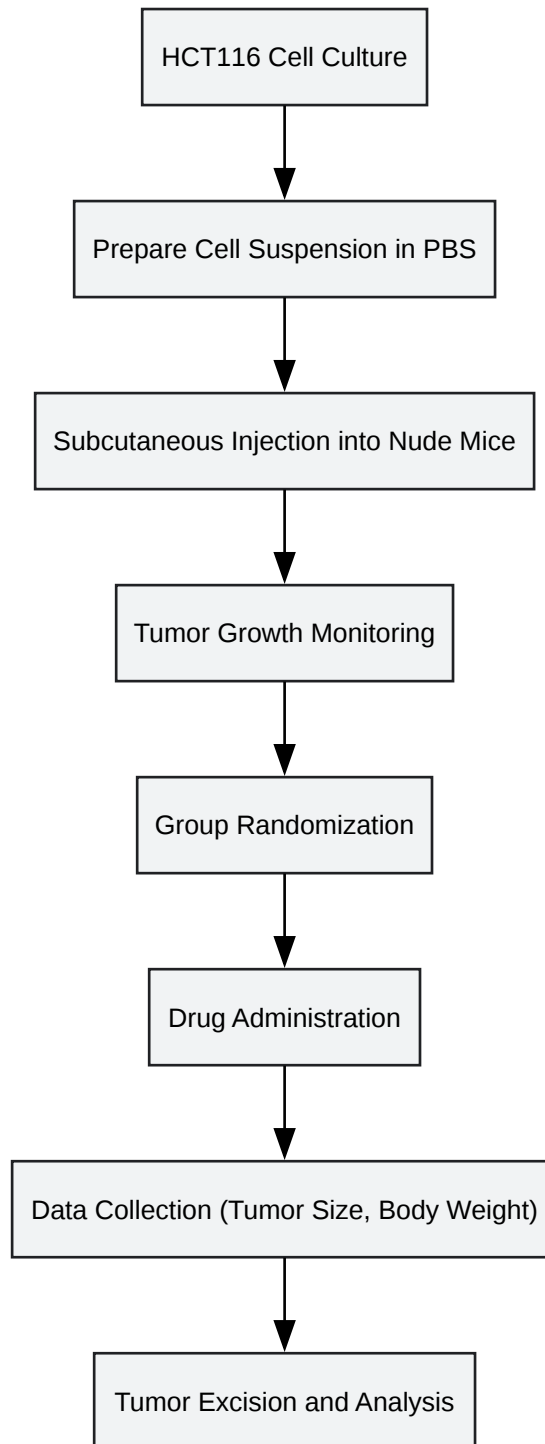 HCT116 Cell Culture
Prepare Cell Suspension in PBS
Subcutaneous Injection into Nude Mice
Tumor Growth Monitoring
Group Randomization
Drug Administration
Data Collection (Tumor Size, Body Weight)
Tumor Excision and Analysis